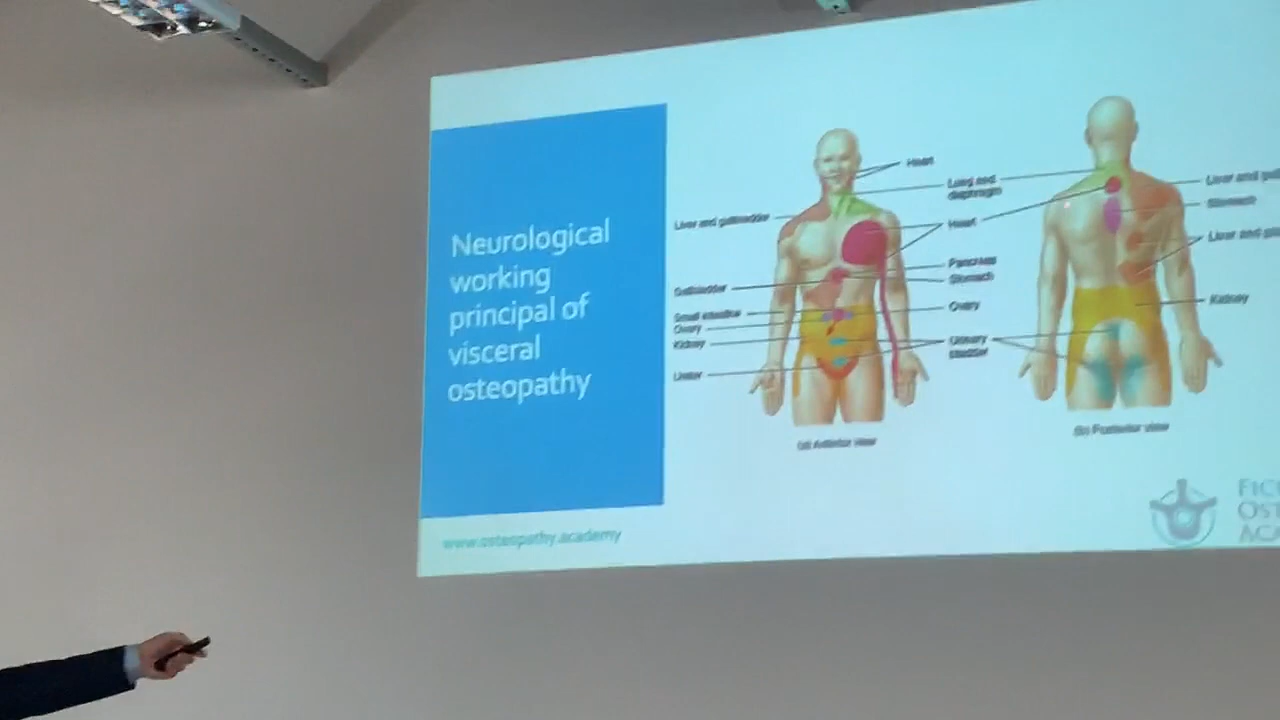 Neurological
working
principal of
visceral
osteopathy
www.osteopathy.academy
Heart
Lung and
diaphragm
Liver and gallbladder
Heart
Pancreas
Gallbladder
Stomach
Small intestine
Ovary
Ovary
Kidney
Urinary
bladder
Ureter
(a) Anterior view
Liver and gal
Stomach
Liver and gal
Kidney
(b) Posterior view